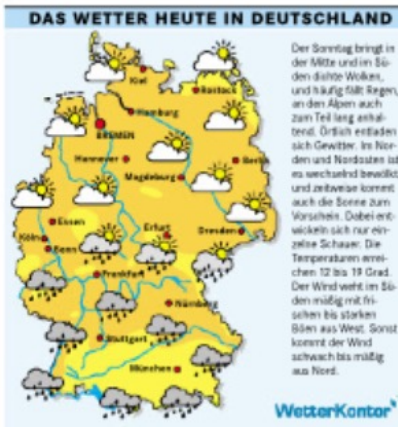 DAS WETTER HEUTE IN DEUTSCHLAND
Der Sonntag bringt in
der Mitte und im Sü-
den dichte Wolken,
und häufig fällt Regen,
an den Alpen auch
zum Teil lang anhal-
tend. Örtlich entladen
sich Gewitter. Im Nor-
den und Nordosten ist
es wechselnd bewölkt
und zeitweise kommt
auch die Sonne zum
Vorschein. Dabei ent-
wickeln sich nur ein-
zelne Schauer. Die
Temperaturen errei-
chen 12 bis 19 Grad.
Der Wind weht im Sü-
den mäßig mit fri-
schen bis starken
Böen aus West. Sonst
kommt der Wind
schwach bis mäßig
aus Nord.
Kiel
Rostock
Hamburg
BREMEN
Hannover
Berlin
Magdeburg
Essen
Köln
Bonn
Erfurt
Dresden
Frankfurt
Nürnberg
Stuttgart
München
WetterKontor